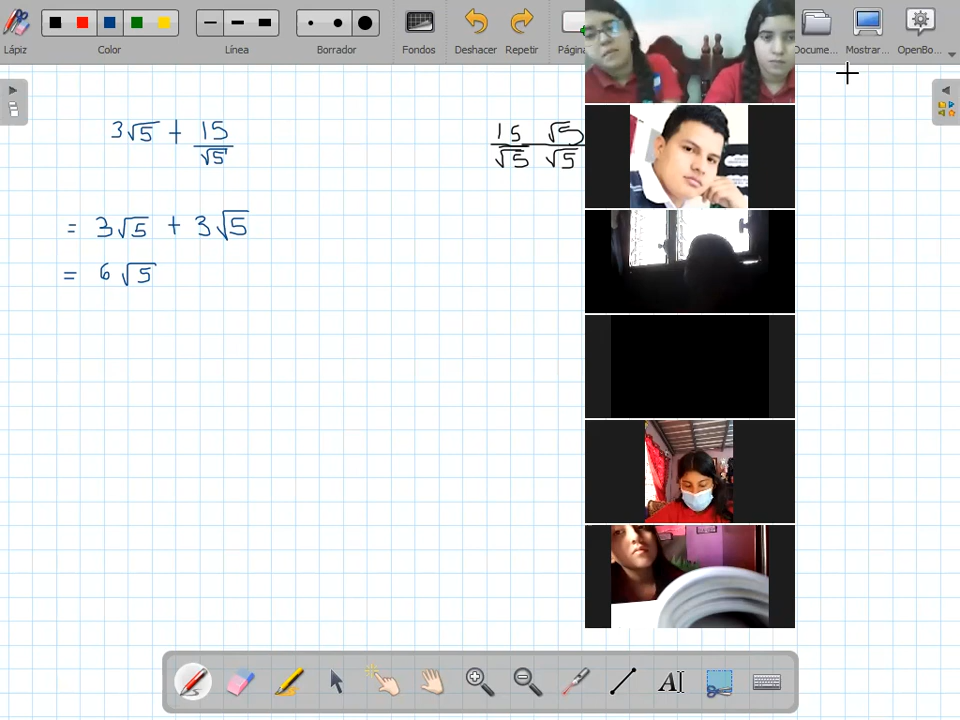 Lápiz Color Línea Borrador Fondos Deshacer Repetir Página Docume... Mostrar... OpenBo...
3√5 + 15/√5
15/√5 √5/√5
= 3√5 + 3√5
= 6√5
A